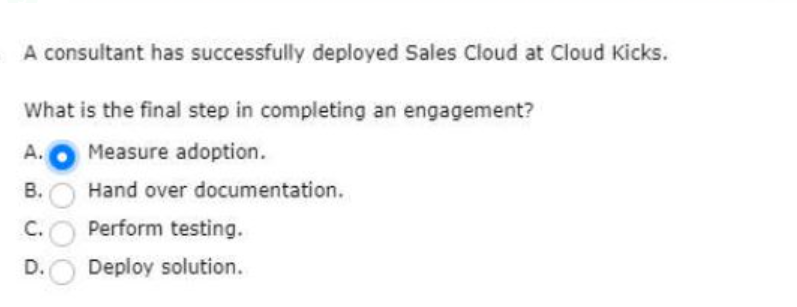 A consultant has successfully deployed Sales Cloud at Cloud Kicks.
What is the final step in completing an engagement?
A. Measure adoption.
B. Hand over documentation.
C. Perform testing.
D. Deploy solution.